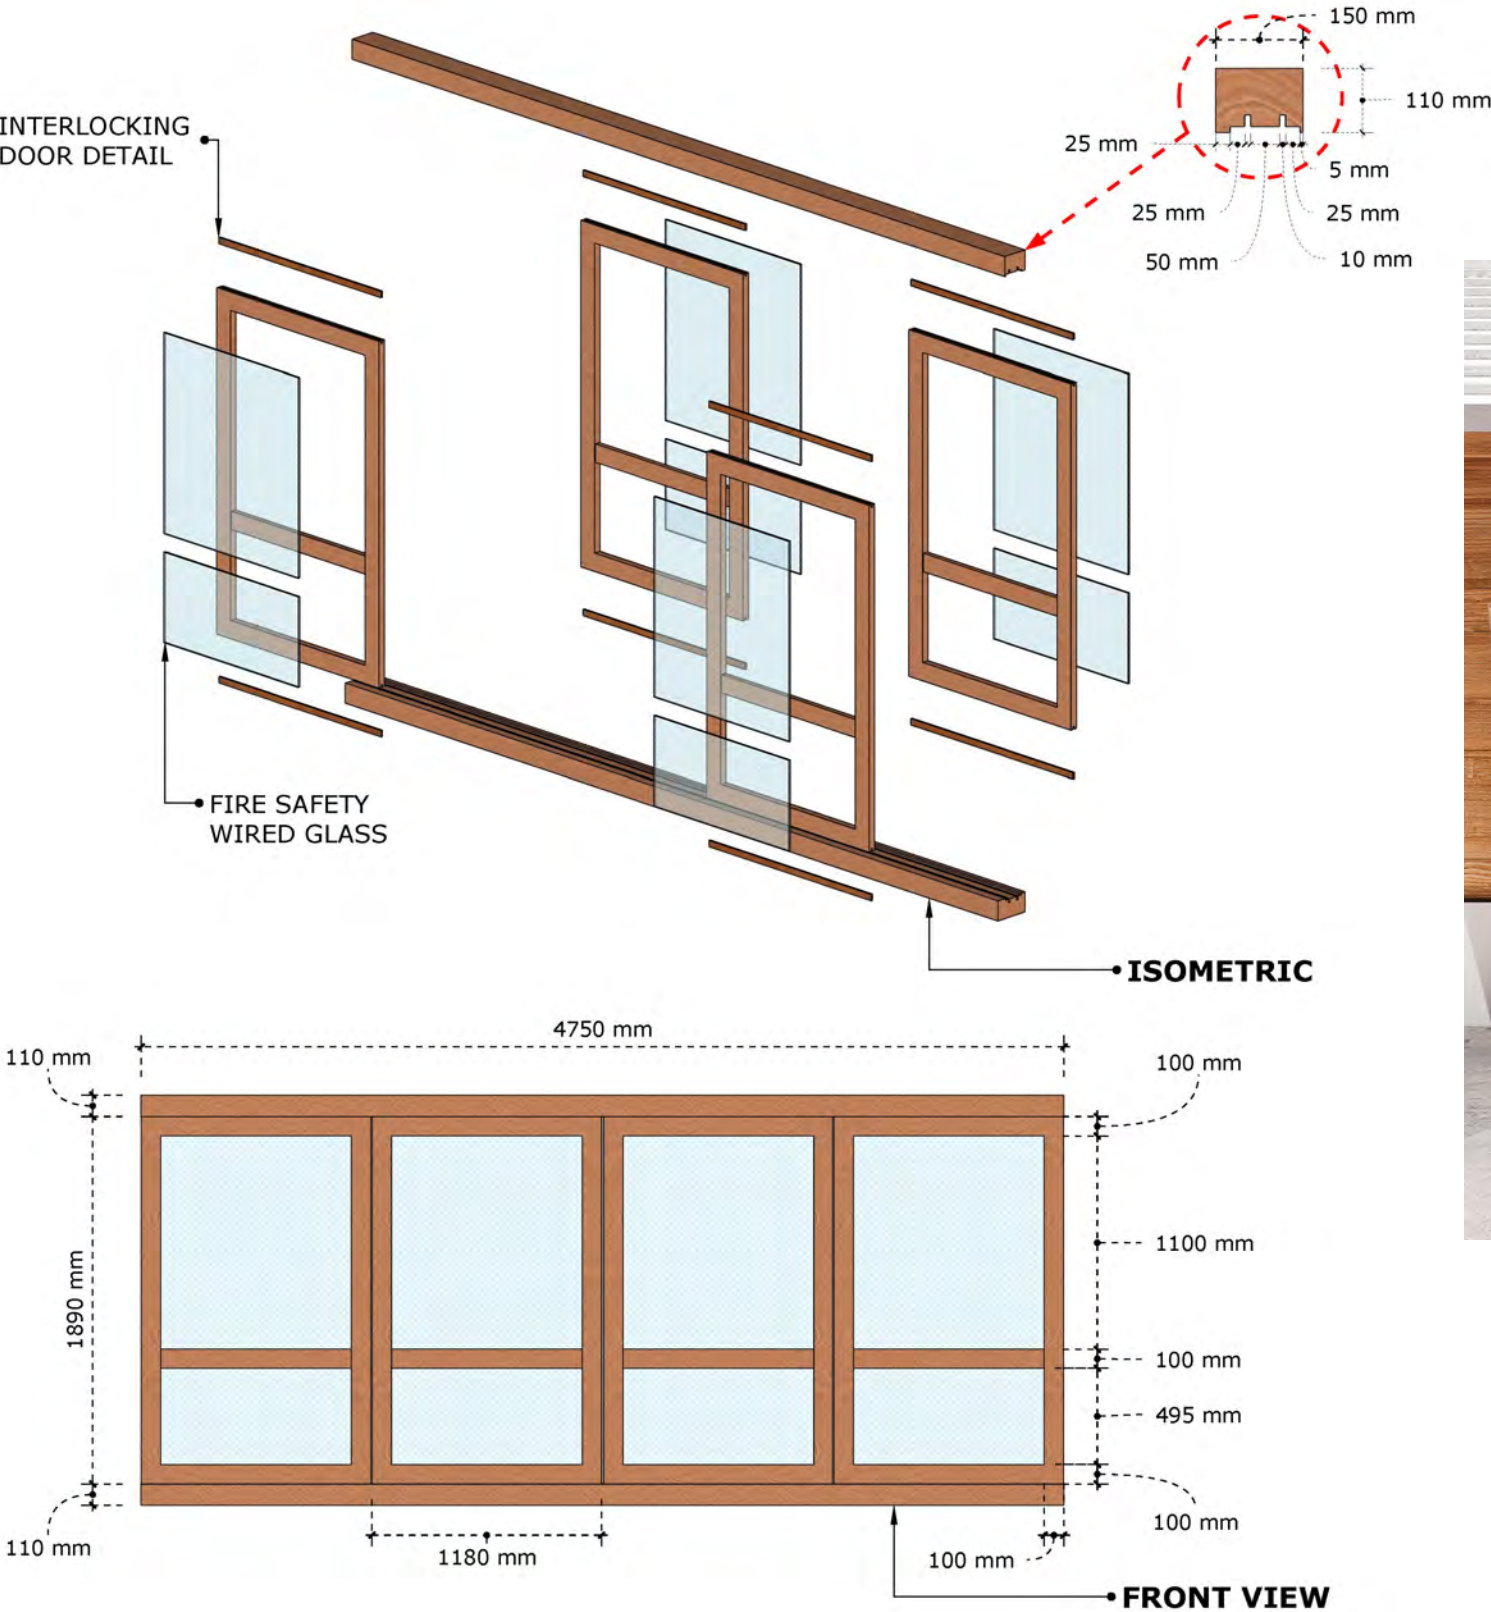 150 mm
110 mm
INTERLOCKING
DOOR DETAIL
25 mm
5 mm
25 mm
25 mm
50 mm
10 mm
FIRE SAFETY
WIRED GLASS
ISOMETRIC
4750 mm
110 mm
100 mm
1890 mm
1100 mm
100 mm
495 mm
110 mm
1180 mm
100 mm
100 mm
FRONT VIEW